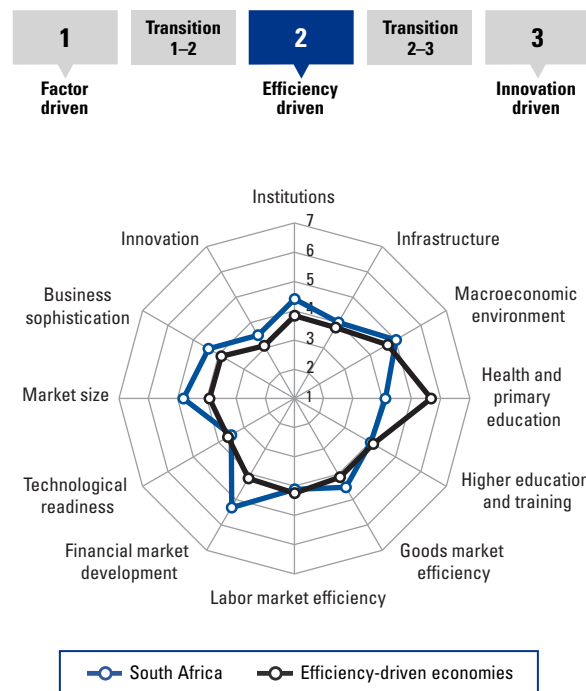 1
Transition
1–2
2
Transition
2–3
3
Factor
driven
Efficiency
driven
Innovation
driven
Institutions
7
6
5
4
3
2
1
Infrastructure
Macroeconomic
environment
Health and
primary
education
Higher education
and training
Goods market
efficiency
Labor market efficiency
Financial market
development
Technological
readiness
Market size
Business
sophistication
Innovation
South Africa
Efficiency-driven economies